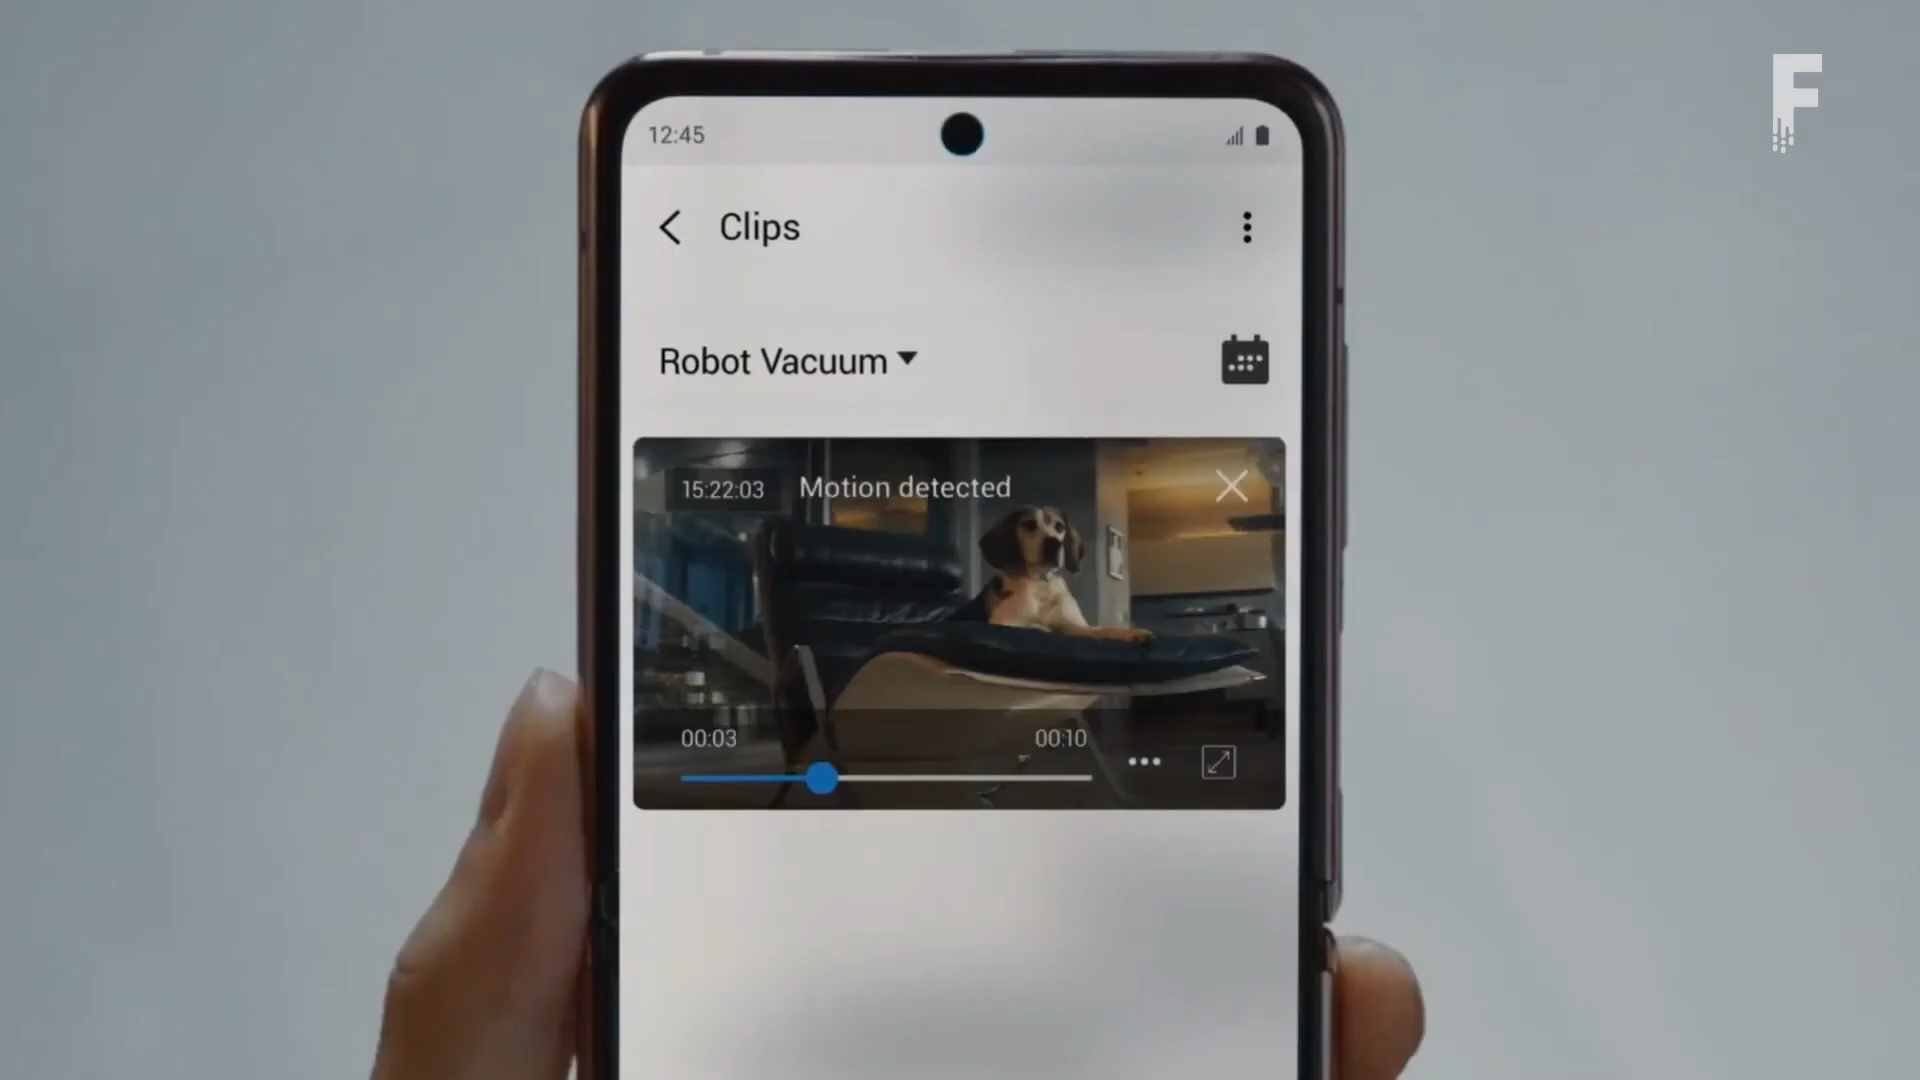 F
12:45
Clips
Robot Vacuum
15:22:03 Motion detected
00:03 00:10